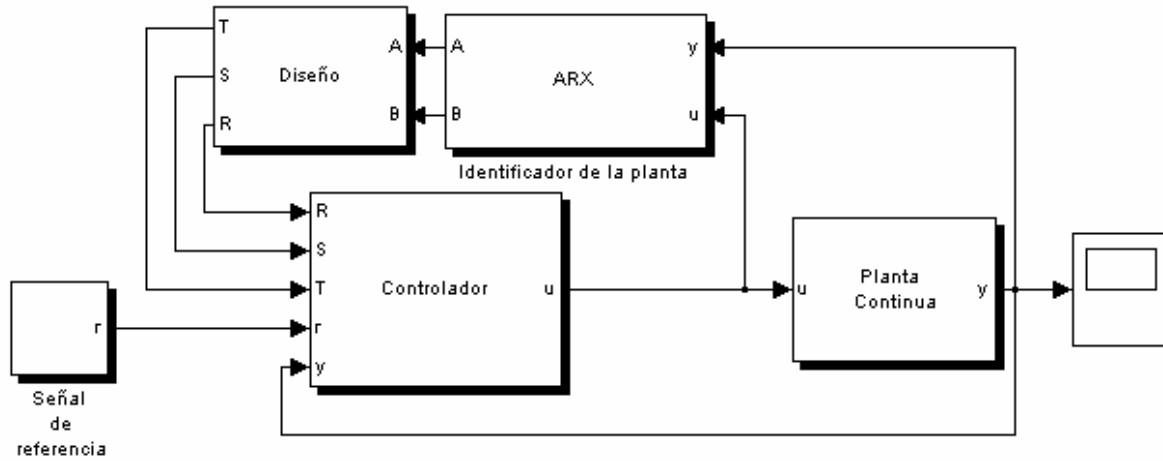 T
S
R
Diseño
A
B
A
B
ARX
y
u
Identificador de la planta
R
S
T
r
y
Controlador
u
u
Planta
Continua
y
r
Señal
de
referencia